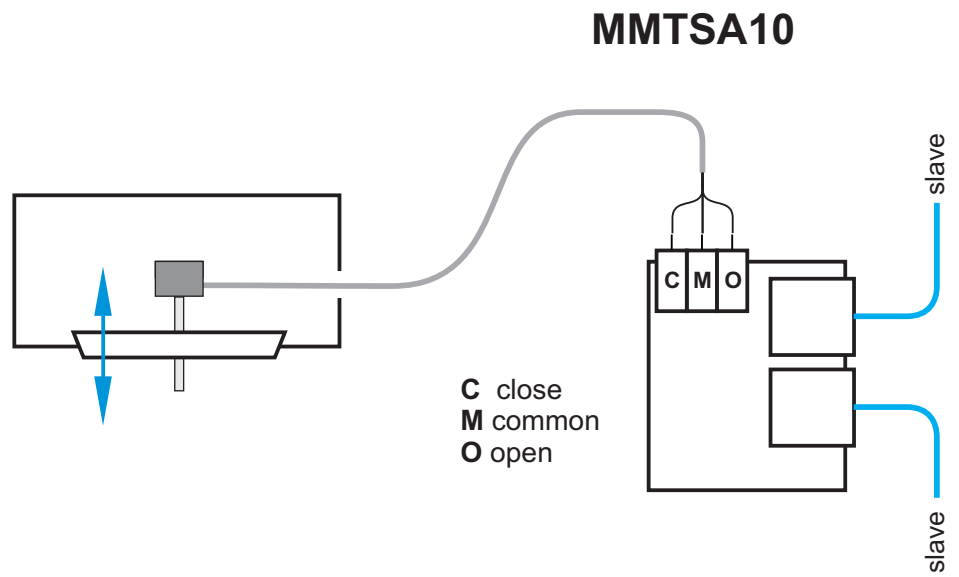 MMTSA10
slave
C M O
C close
M common
O open
slave